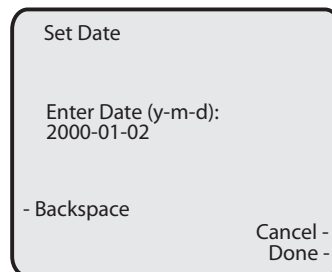 Set Date
Enter Date (y-m-d):
2000-01-02
- Backspace
Cancel -
Done -